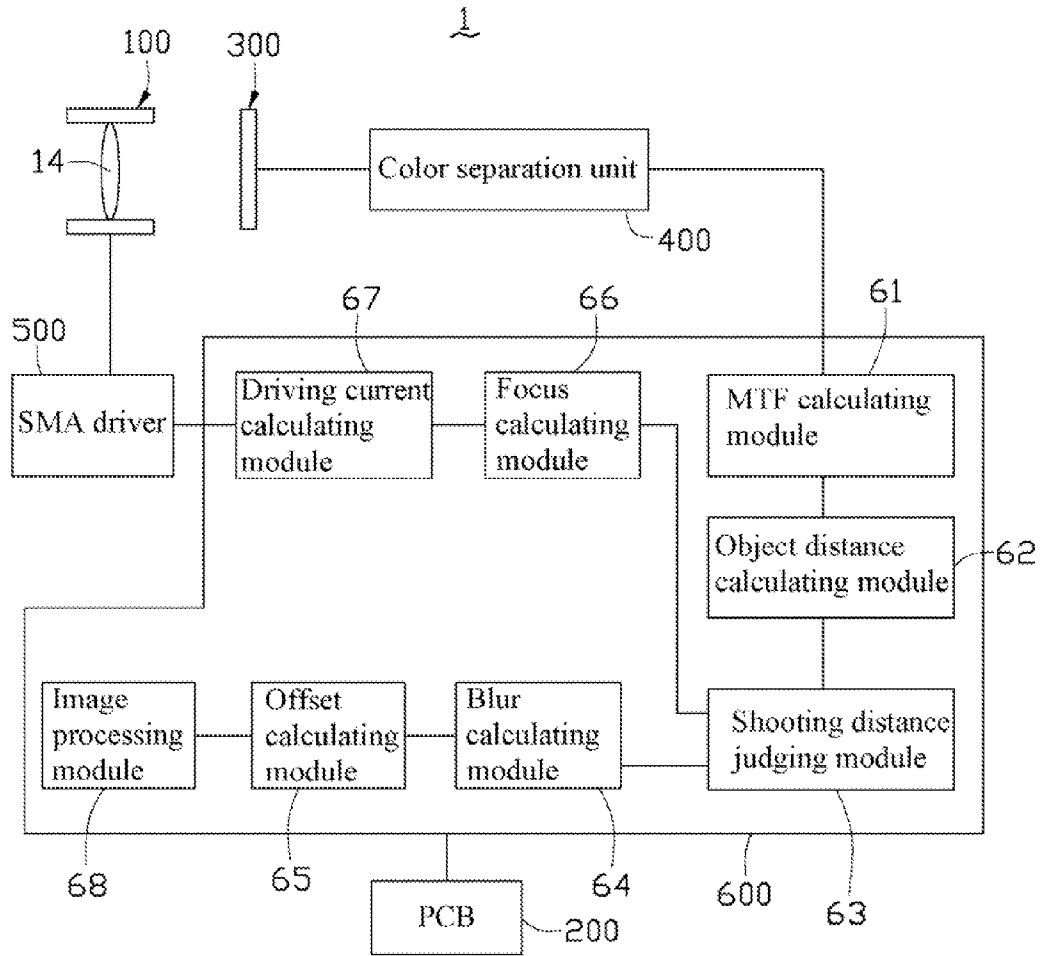 1
100
300
14
Color separation unit
400
67
66
61
500
SMA driver
Driving current
calculating
module
Focus
calculating
module
MTF calculating
module
Object distance
calculating module
62
Image
processing
module
Offset
calculating
module
Blur
calculating
module
Shooting distance
judging module
68
65
64
600
63
PCB
200